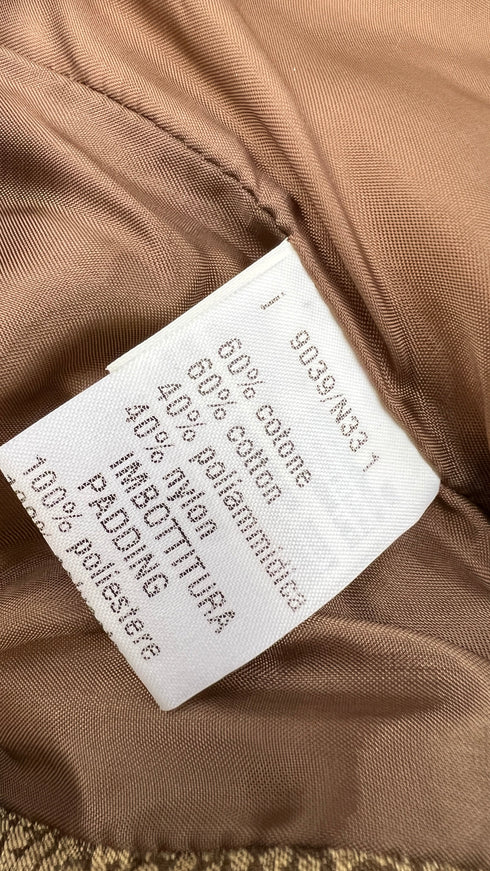 9039/N33 1
60% cotone
60% cotton
40% poliammidica
40% nylon
IMBOTTITURA
PADDING
100% poliestere